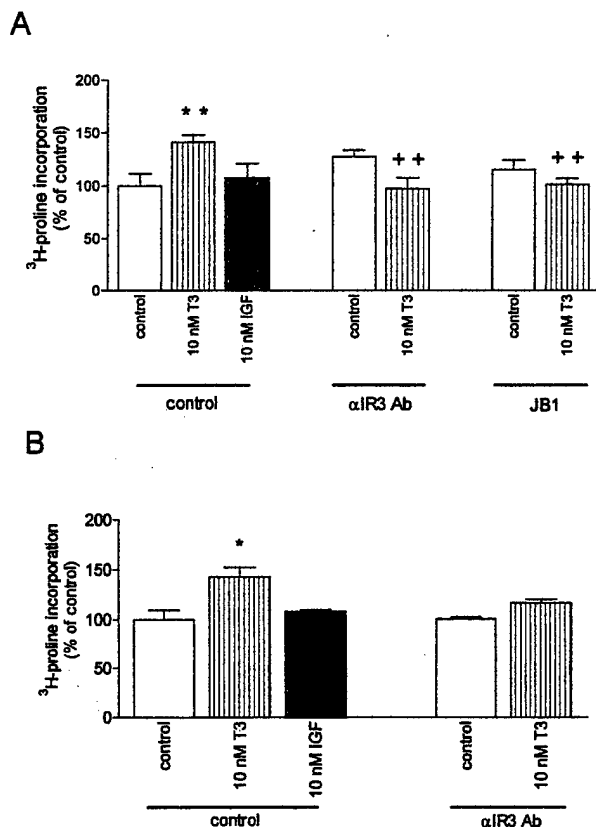 A
³H-proline incorporation
(% of control)
200
150
100
50
0
* *
+ +
+ +
control
10 nM T3
10 nM IGF
control
10 nM T3
control
10 nM T3
control
αIR3 Ab
JB1
B
³H-proline incorporation
(% of control)
200
150
100
50
0
*
control
10 nM T3
10 nM IGF
control
10 nM T3
control
αIR3 Ab